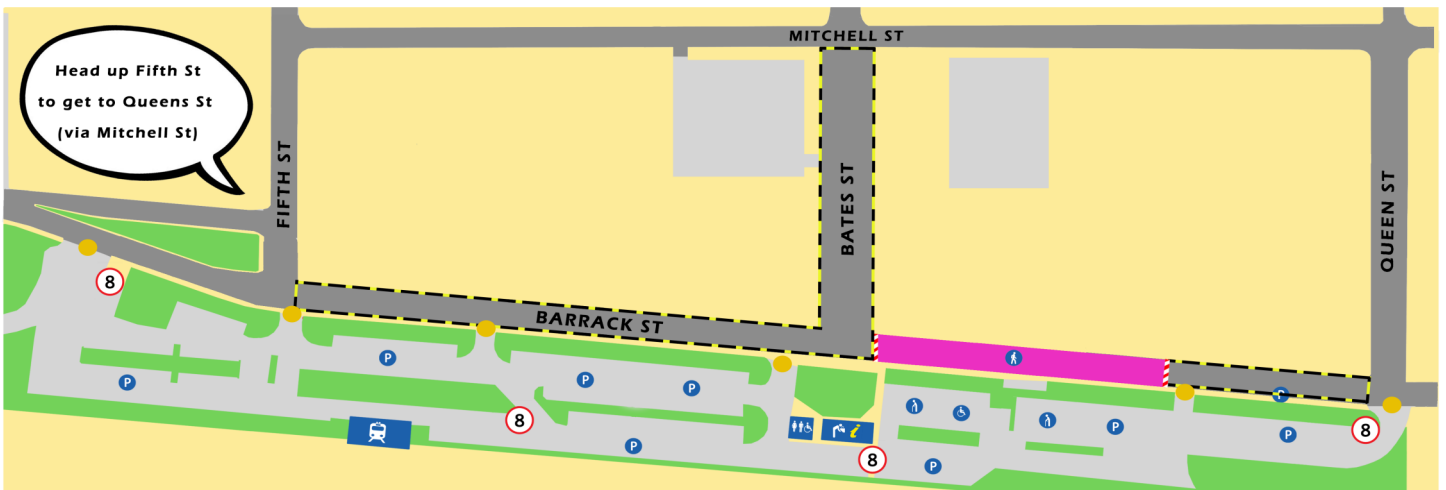 MITCHELL ST
Head up Fifth St
to get to Queens St
(via Mitchell St)
FIFTH ST
BATES ST
QUEEN ST
8
BARRACK ST
P
P
P
P
P
8
P
i
8
P
P
P
P
8